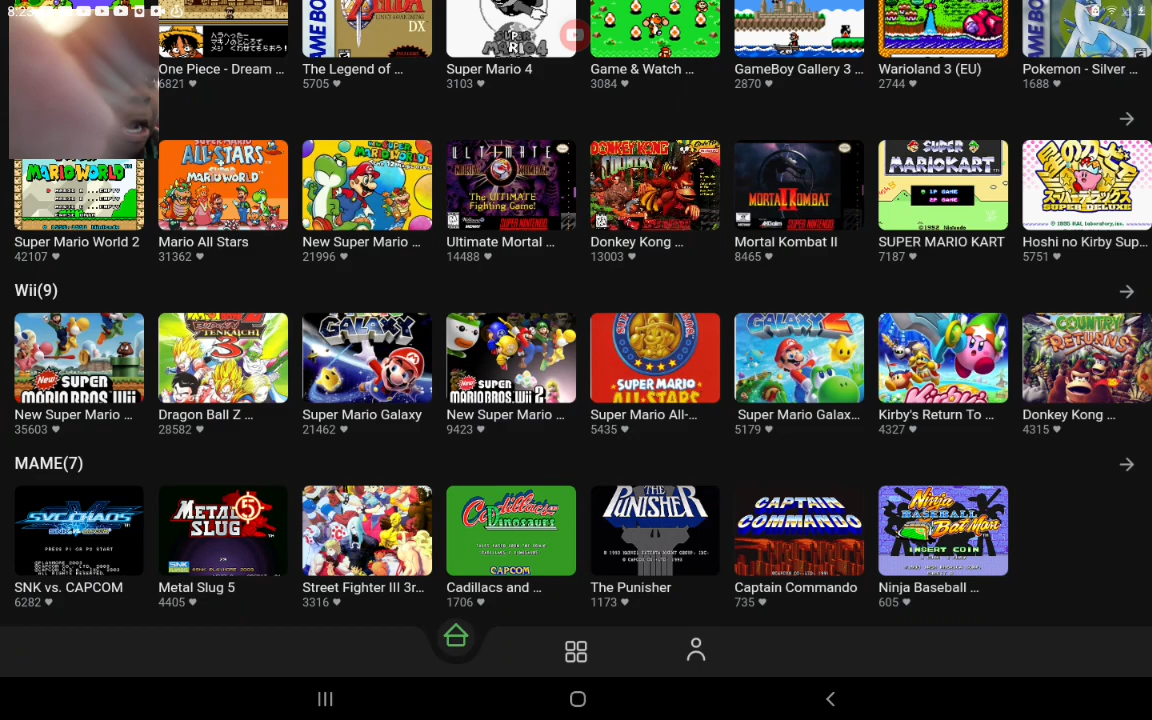 8:23
One Piece - Dream ...
6821
The Legend of ...
5705
Super Mario 4
3103
Game & Watch ...
3084
GameBoy Gallery 3 ...
2870
Warioland 3 (EU)
2744
Pokemon - Silver ...
1688
Super Mario World 2
42107
Mario All Stars
31362
New Super Mario ...
21996
Ultimate Mortal ...
14488
Donkey Kong ...
13003
Mortal Kombat II
8465
SUPER MARIO KART
7187
Hoshi no Kirby Sup...
5751
Wii(9)
New Super Mario ...
35603
Dragon Ball Z ...
28582
Super Mario Galaxy
21462
New Super Mario ...
9423
Super Mario All-...
5435
Super Mario Galax...
5179
Kirby's Return To ...
4327
Donkey Kong ...
4315
MAME(7)
SNK vs. CAPCOM
6282
Metal Slug 5
4405
Street Fighter III 3r...
3316
Cadillacs and ...
1706
The Punisher
1173
Captain Commando
735
Ninja Baseball ...
605